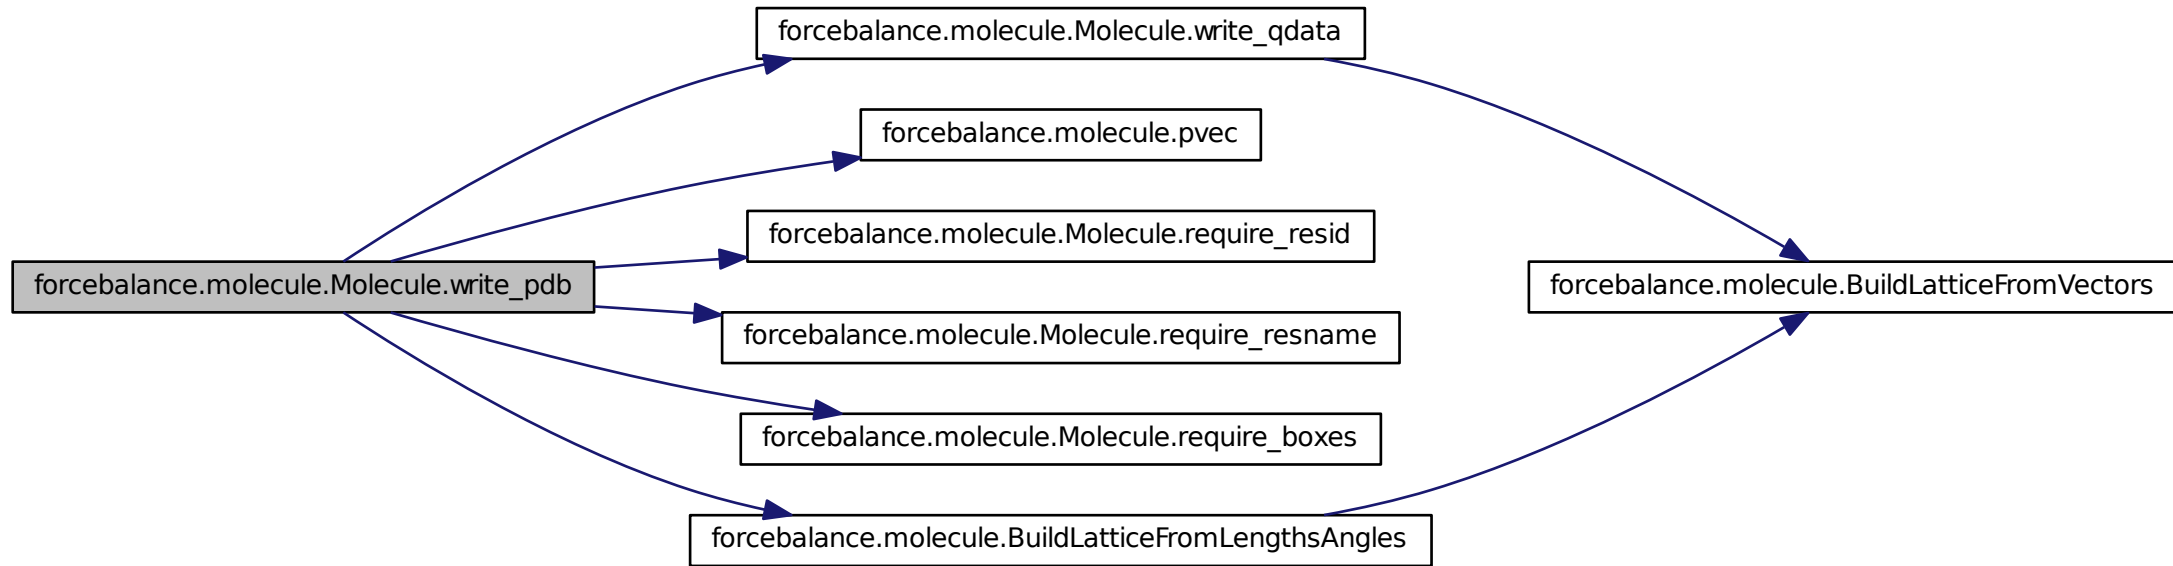 forcebalance.molecule.Molecule.write_qdata
forcebalance.molecule.pvec
forcebalance.molecule.Molecule.require_resid
forcebalance.molecule.Molecule.write_pdb
forcebalance.molecule.BuildLatticeFromVectors
forcebalance.molecule.Molecule.require_resname
forcebalance.molecule.Molecule.require_boxes
forcebalance.molecule.BuildLatticeFromLengthsAngles